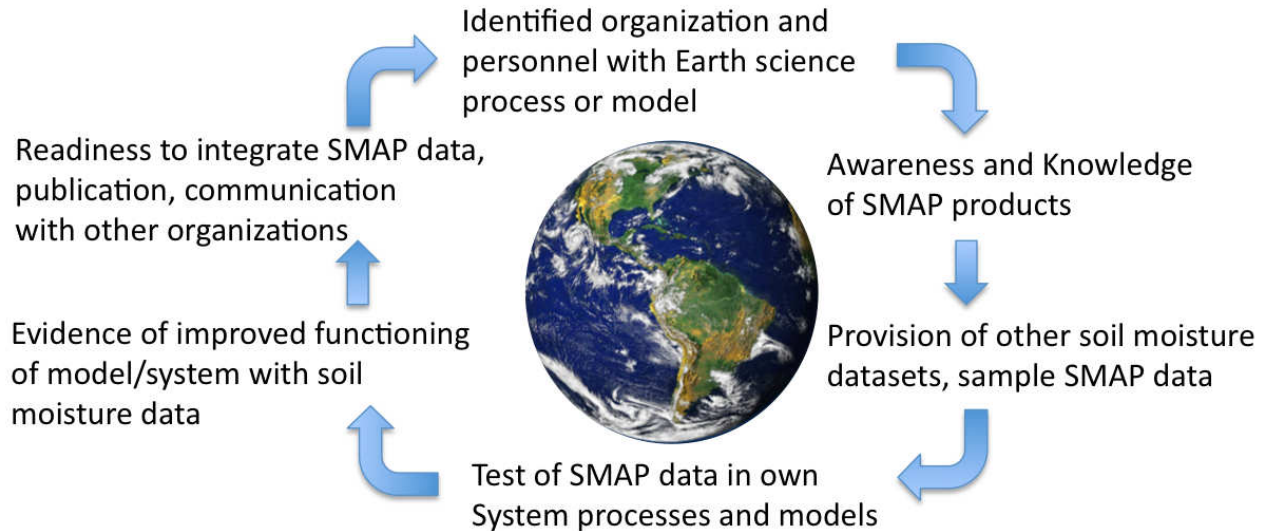 Identified organization and
personnel with Earth science
process or model
Awareness and Knowledge
of SMAP products
Provision of other soil moisture
datasets, sample SMAP data
Test of SMAP data in own
System processes and models
Evidence of improved functioning
of model/system with soil
moisture data
Readiness to integrate SMAP data,
publication, communication
with other organizations